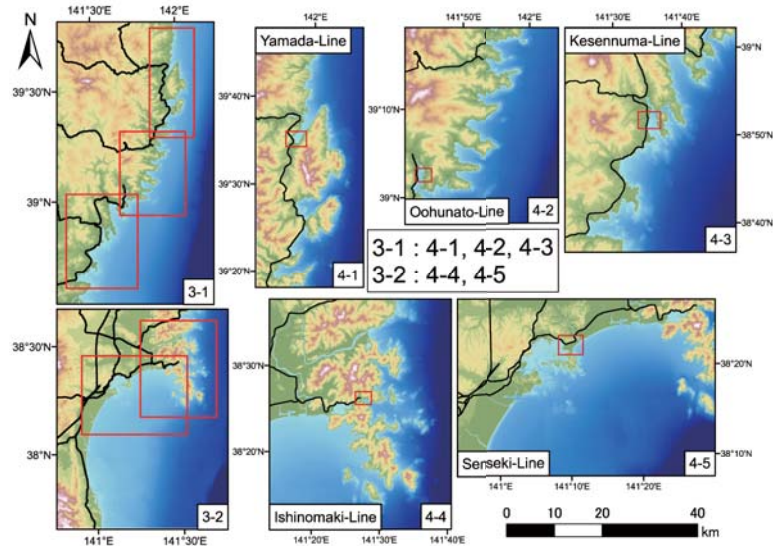 N
141°30'E 142°E
39°30'N
39°N
3-1
142°E
Yamada-Line
39°40'N
39°30'N
39°20'N
4-1
141°50'E 142°E
39°10'N
39°N
Oohunato-Line
4-2
141°30'E 141°40'E
Kesennuma-Line
39°N
38°50'N
38°40'N
4-3
3-1 : 4-1, 4-2, 4-3
3-2 : 4-4, 4-5
38°30'N
38°N
3-2
141°E 141°30'E
38°30'N
38°20'N
Ishinomaki-Line
4-4
141°20'E 141°30'E 141°40'E
38°20'N
38°10'N
Senseki-Line
4-5
141°E 141°10'E 141°20'E
0 10 20 40
km